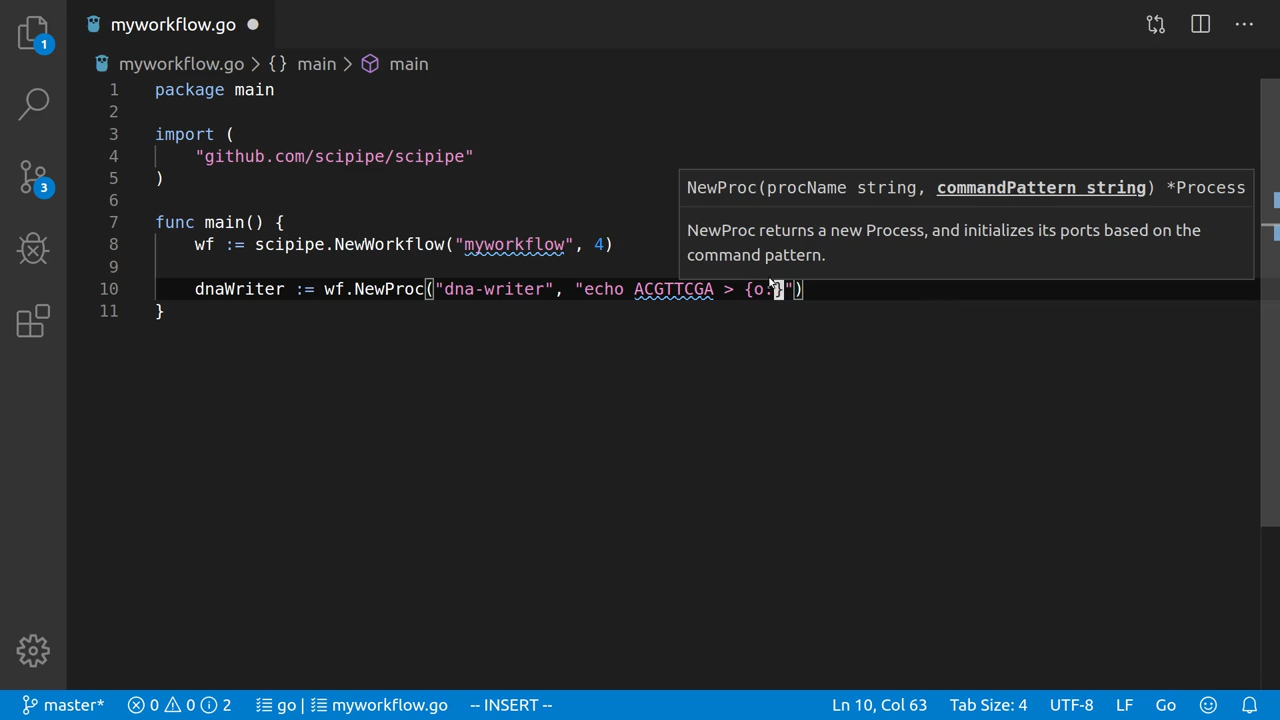 1
3
myworkflow.go
myworkflow.go > {} main > main
1 package main
2
3 import (
4 "github.com/scipipe/scipipe"
5 )
6
7 func main() {
8 wf := scipipe.NewWorkflow("myworkflow", 4)
9
NewProc(procName string, commandPattern string) *Process
NewProc returns a new Process, and initializes its ports based on the
command pattern.
10 dnaWriter := wf.NewProc("dna-writer", "echo ACGTTCGA > {o:}")
11 }
master* 0 0 2 go | myworkflow.go -- INSERT -- Ln 10, Col 63 Tab Size: 4 UTF-8 LF Go